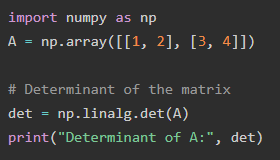 import numpy as np
A = np.array([[1, 2], [3, 4]])
# Determinant of the matrix
det = np.linalg.det(A)
print("Determinant of A:", det)